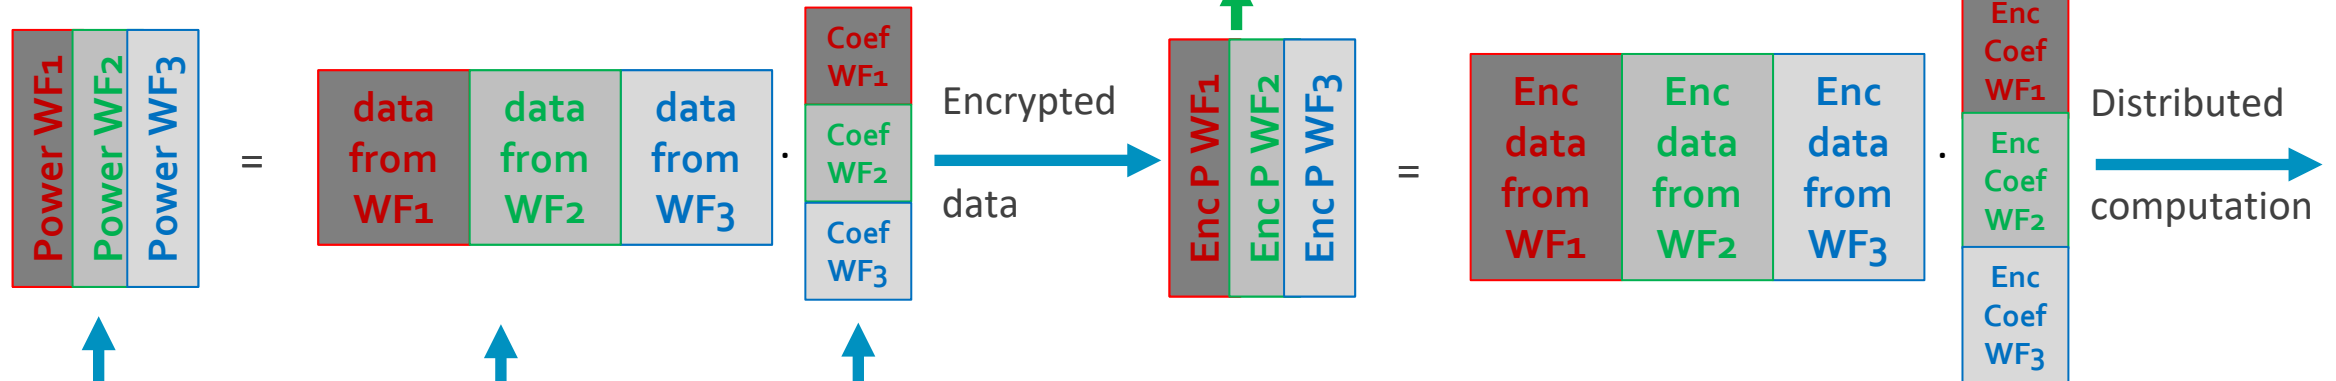 Power WF1
Power WF2
Power WF3
=
data
from
WF1
data
from
WF2
data
from
WF3
·
Coef
WF1
Coef
WF2
Coef
WF3
Encrypted
data
Enc P WF1
Enc P WF2
Enc P WF3
=
Enc
data
from
WF1
Enc
data
from
WF2
Enc
data
from
WF3
·
Enc
Coef
WF1
Enc
Coef
WF2
Enc
Coef
WF3
Distributed
computation